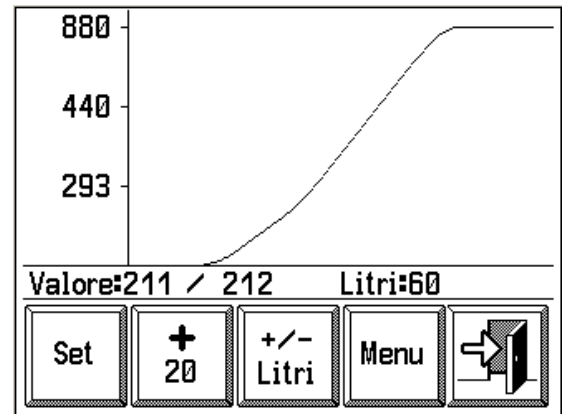 880
440
293
Valore:211 / 212 Litri:60
Set
+
20
+/-
Litri
Menu